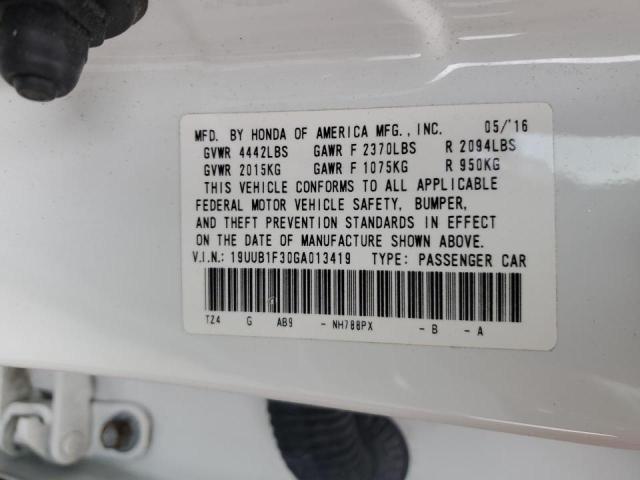 MFD. BY HONDA OF AMERICA MFG., INC. 05/'16
GVWR 4442LBS GAWR F 2370LBS R 2094LBS
GVWR 2015KG GAWR F 1075KG R 950KG
THIS VEHICLE CONFORMS TO ALL APPLICABLE
FEDERAL MOTOR VEHICLE SAFETY, BUMPER,
AND THEFT PREVENTION STANDARDS IN EFFECT
ON THE DATE OF MANUFACTURE SHOWN ABOVE.
V.I.N.: 19UUB1F30GA013419 TYPE: PASSENGER CAR
TZ4 G AB9 - NH788PX - B - A